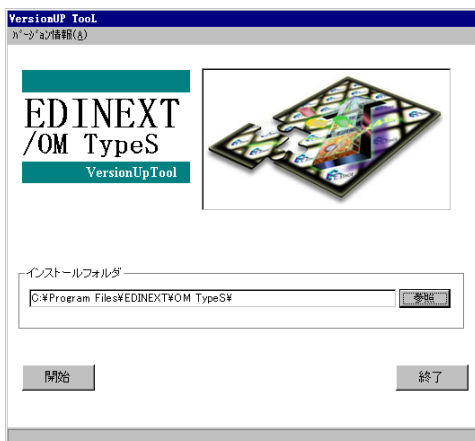 VersionUP TooL
ﾊﾞｰｼﾞｮﾝ情報(A)
EDINEXT
/OM TypeS
VersionUpTool
インストールフォルダ
C:¥Program Files¥EDINEXT¥OM TypeS¥
参照
開始
終了